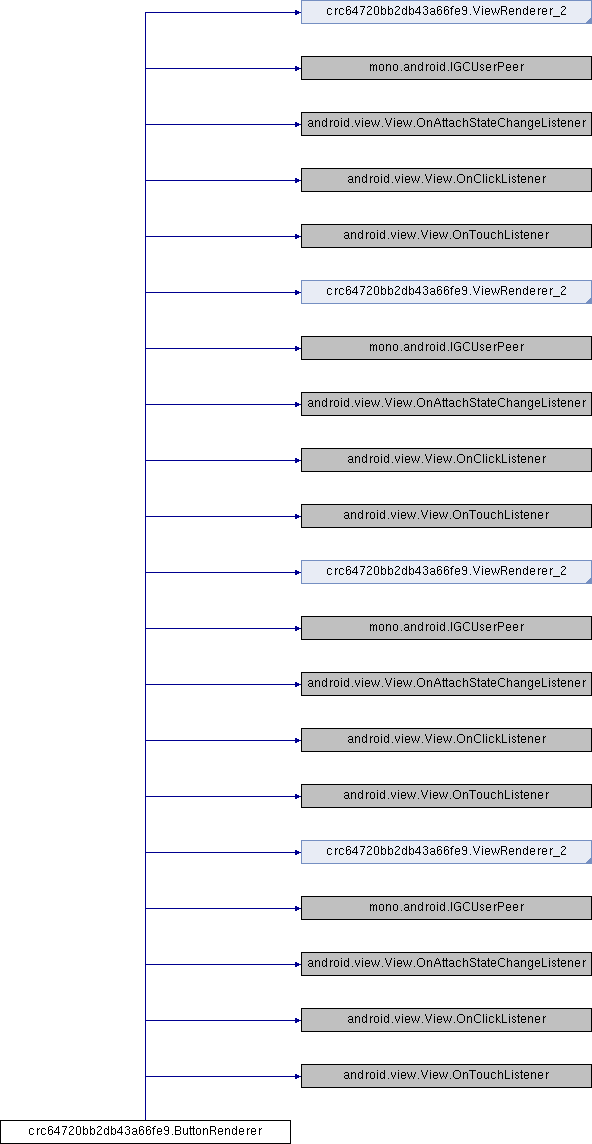 crc64720bb2db43a66fe9.ViewRenderer_2
mono.android.IGCUserPeer
android.view.View.OnAttachStateChangeListener
android.view.View.OnClickListener
android.view.View.OnTouchListener
crc64720bb2db43a66fe9.ViewRenderer_2
mono.android.IGCUserPeer
android.view.View.OnAttachStateChangeListener
android.view.View.OnClickListener
android.view.View.OnTouchListener
crc64720bb2db43a66fe9.ViewRenderer_2
mono.android.IGCUserPeer
android.view.View.OnAttachStateChangeListener
android.view.View.OnClickListener
android.view.View.OnTouchListener
crc64720bb2db43a66fe9.ViewRenderer_2
mono.android.IGCUserPeer
android.view.View.OnAttachStateChangeListener
android.view.View.OnClickListener
android.view.View.OnTouchListener
crc64720bb2db43a66fe9.ButtonRenderer